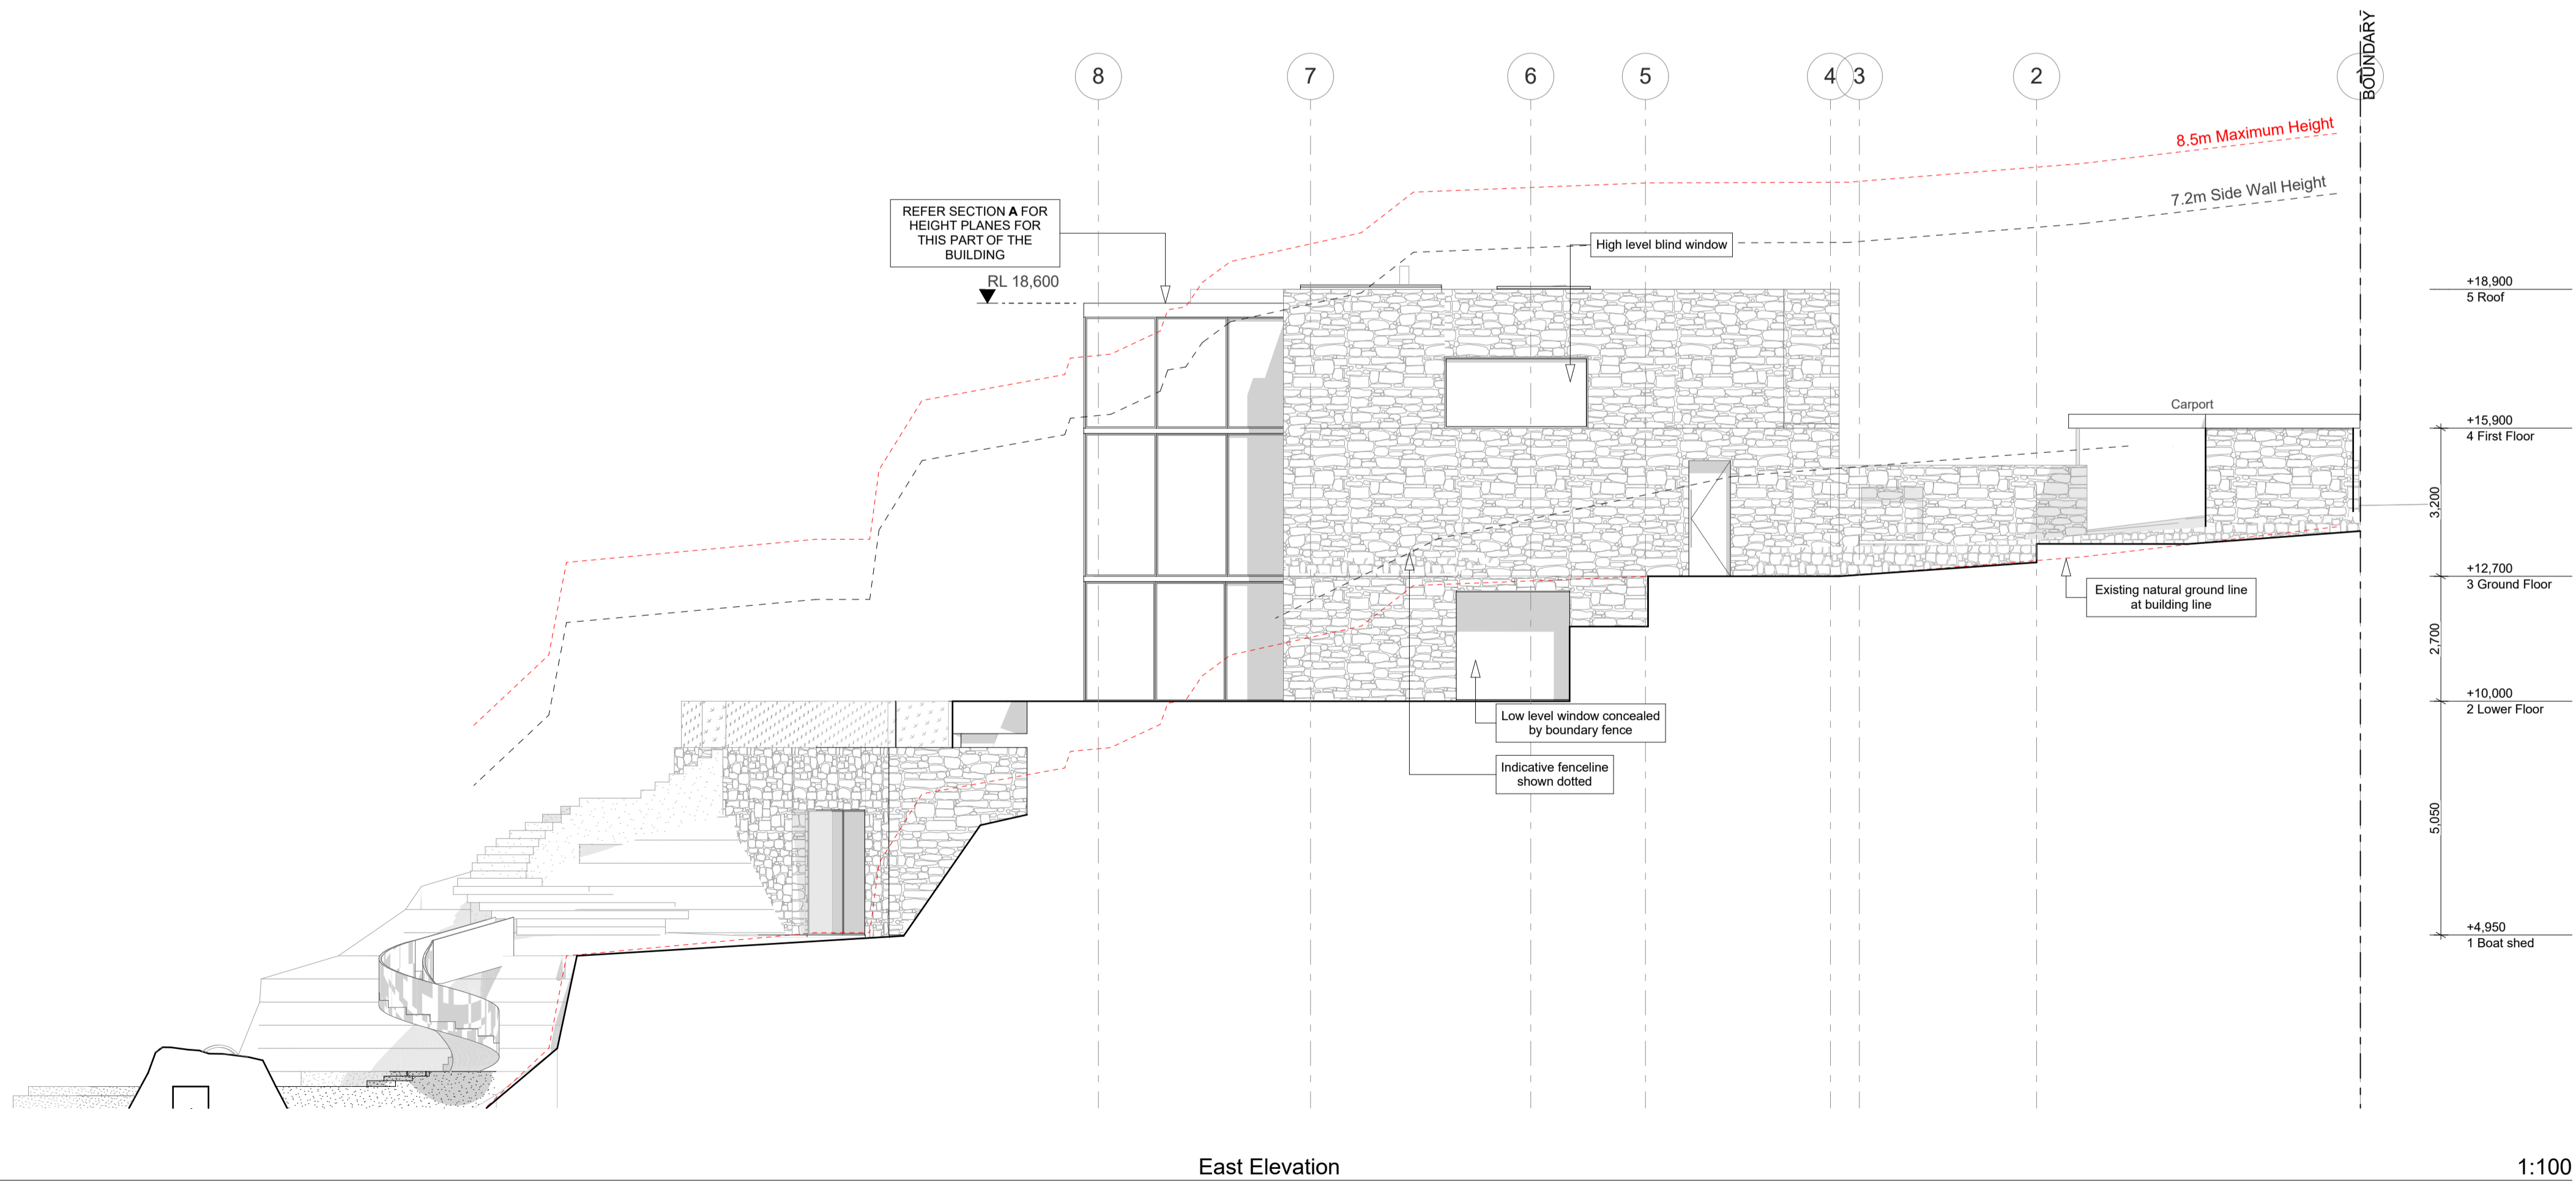 BOUNDARY
8
7
6
5
4
3
2
1
8.5m Maximum Height
7.2m Side Wall Height
REFER SECTION A FOR
HEIGHT PLANES FOR
THIS PART OF THE
BUILDING
RL 18,600
High level blind window
+18,900
5 Roof
Carport
+15,900
4 First Floor
3,200
+12,700
3 Ground Floor
Existing natural ground line
at building line
2,700
+10,000
2 Lower Floor
Low level window concealed
by boundary fence
Indicative fenceline
shown dotted
5,050
+4,950
1 Boat shed
East Elevation
1:100